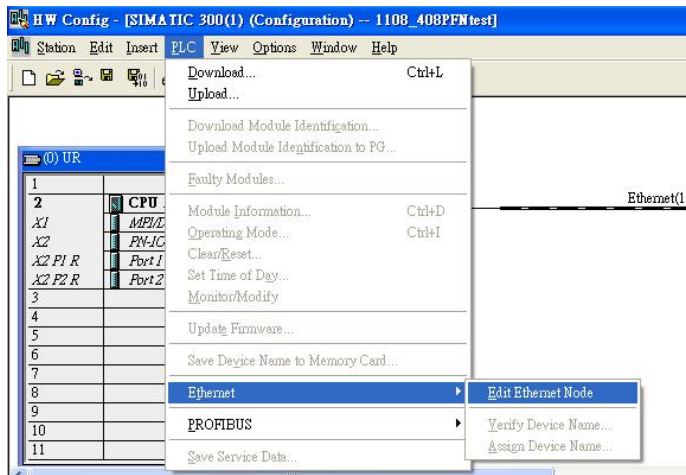 HW Config - [SIMATIC 300(1) (Configuration) -- 1108_408PFNtest]
Station Edit Insert PLC View Options Window Help
Download... Ctrl+L
Upload...
Download Module Identification...
Upload Module Identification to PG...
(0) UR
Faulty Modules...
1
2 CPU
Ethernet(1
X1 MPI/D
Module Information... Ctrl+D
X2 PN-IO
Operating Mode... Ctrl+I
X2 P1 R Port 1
Clear/Reset...
X2 P2 R Port 2
Set Time of Day...
3
Monitor/Modify
4
5
Update Firmware...
6
Save Device Name to Memory Card...
7
8
Ethernet
Edit Ethernet Node
9
10
PROFIBUS
Verify Device Name...
11
Assign Device Name...
Save Service Data...